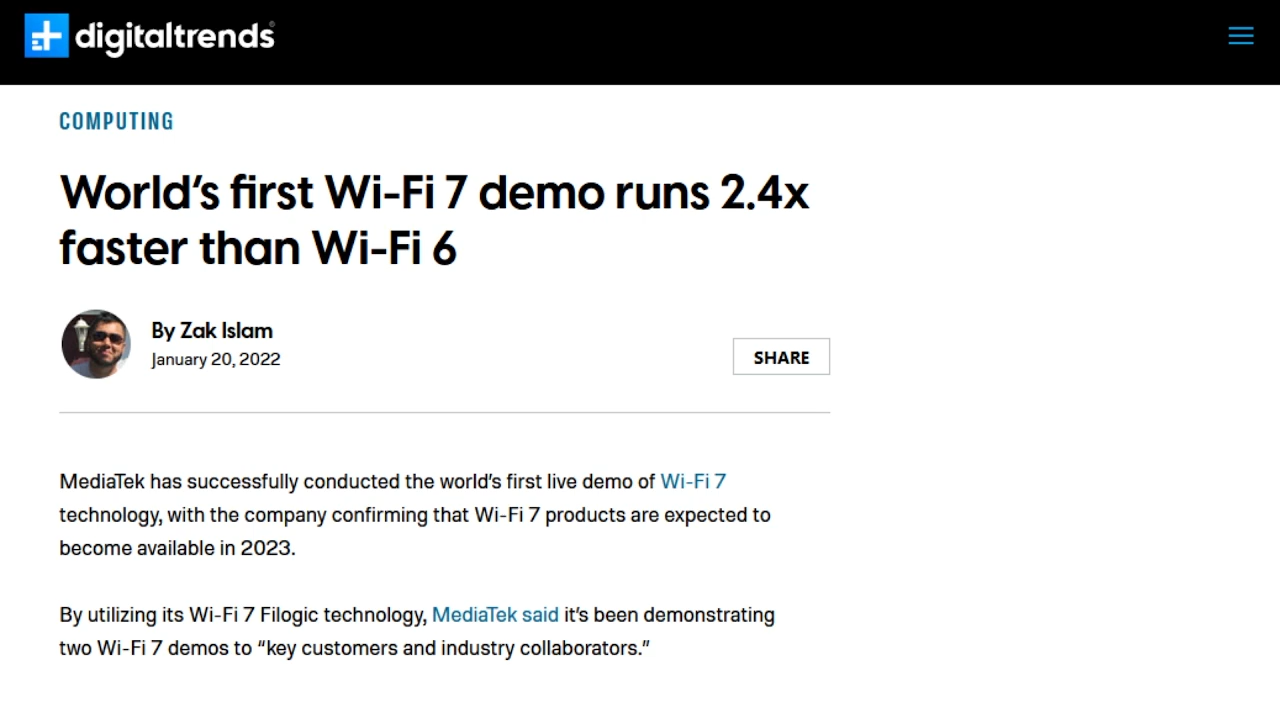 digitaltrends
COMPUTING
World’s first Wi-Fi 7 demo runs 2.4x
faster than Wi-Fi 6
By Zak Islam
January 20, 2022
SHARE
MediaTek has successfully conducted the world’s first live demo of Wi-Fi 7
technology, with the company confirming that Wi-Fi 7 products are expected to
become available in 2023.
By utilizing its Wi-Fi 7 Filogic technology, MediaTek said it’s been demonstrating
two Wi-Fi 7 demos to “key customers and industry collaborators.”